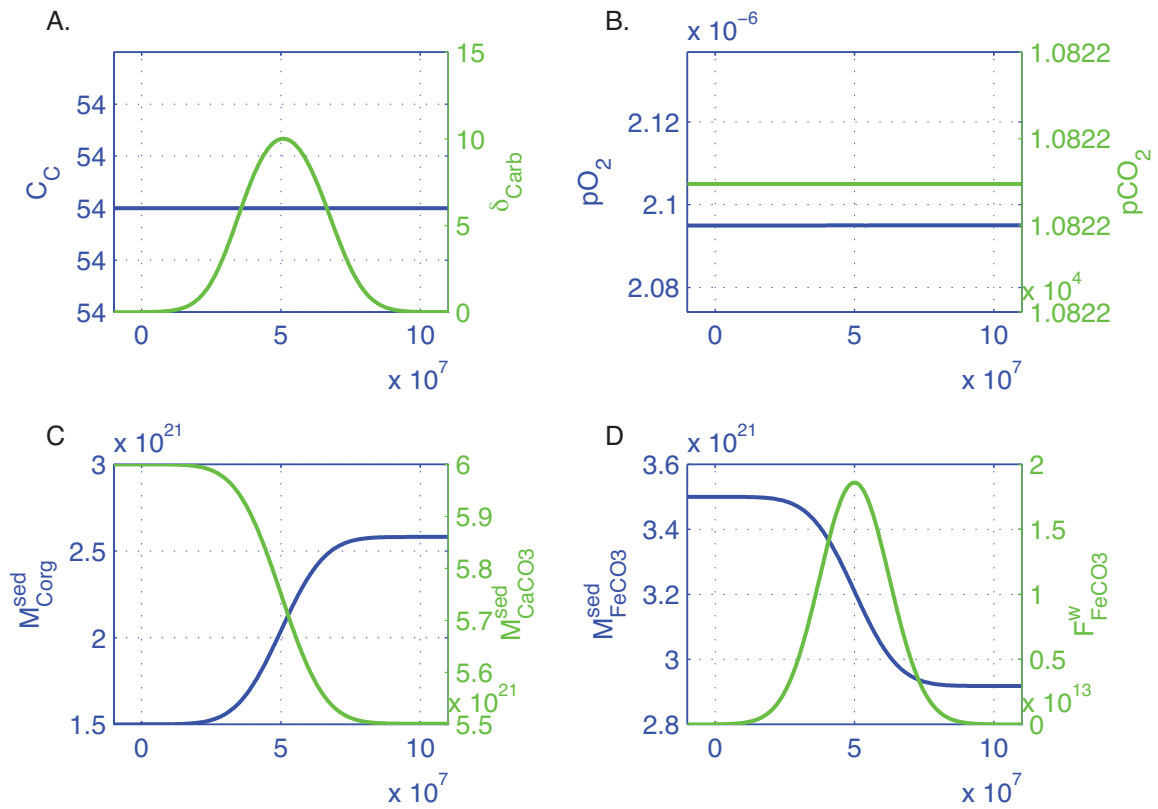 A.
C_C
54
54
54
54
54
15
10
5
0
δ_Carb
0 5 10
x 10^7
B.
x 10^-6
pO_2
2.12
2.1
2.08
1.0822
1.0822
1.0822
x 10^4
1.0822
pCO_2
0 5 10
x 10^7
C
x 10^21
M^sed_Corg
3
2.5
2
1.5
6
5.9
5.8
5.7
5.6
x 10^21
5.5
M^sed_CaCO3
0 5 10
x 10^7
D
x 10^21
M^sed_FeCO3
3.6
3.4
3.2
3
2.8
2
1.5
1
0.5
x 10^13
0
F^w_FeCO3
0 5 10
x 10^7